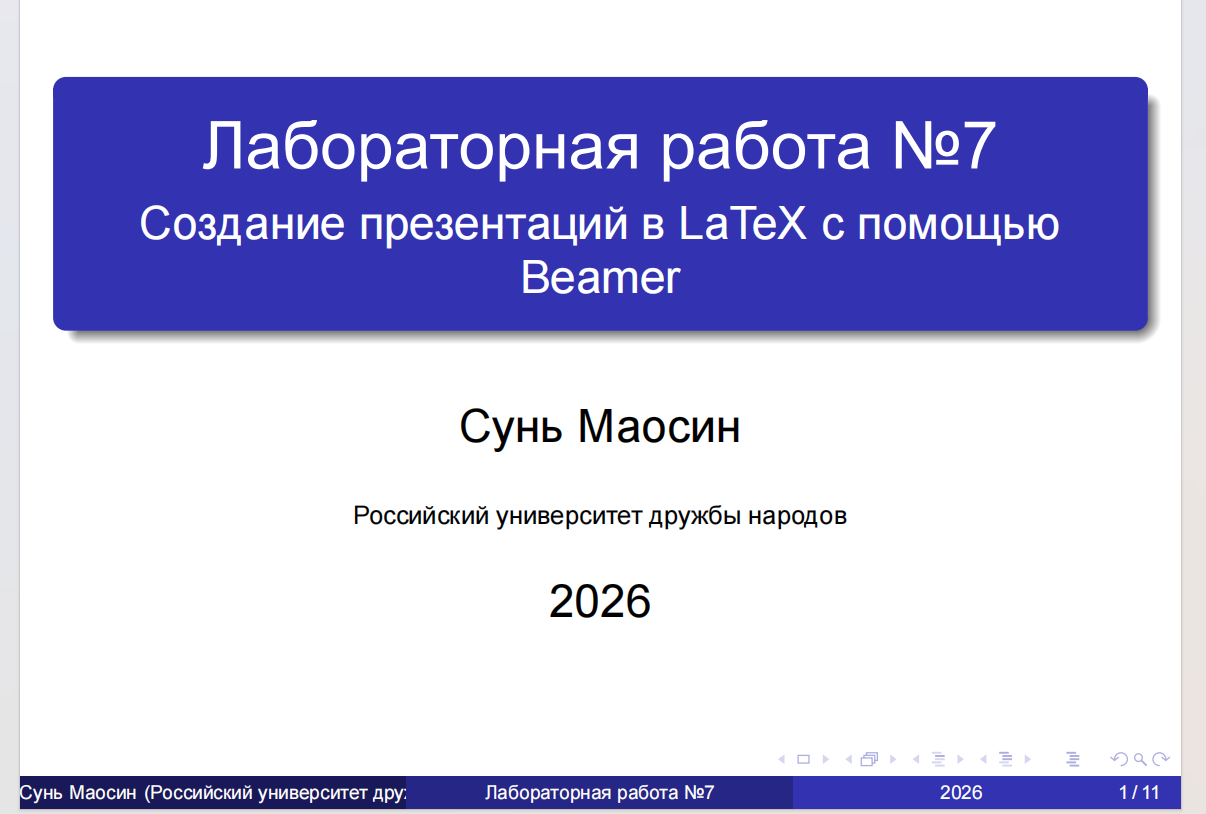 Лабораторная работа №7
Создание презентаций в LaTeX с помощью
Beamer
Сунь Маосин
Российский университет дружбы народов
2026
Сунь Маосин (Российский университет дру
Лабораторная работа №7
2026
1 / 11